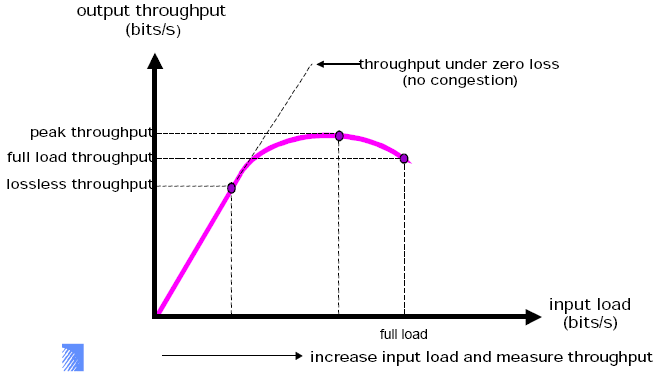 output throughput
(bits/s)
throughput under zero loss
(no congestion)
peak throughput
full load throughput
lossless throughput
input load
(bits/s)
full load
increase input load and measure throughput